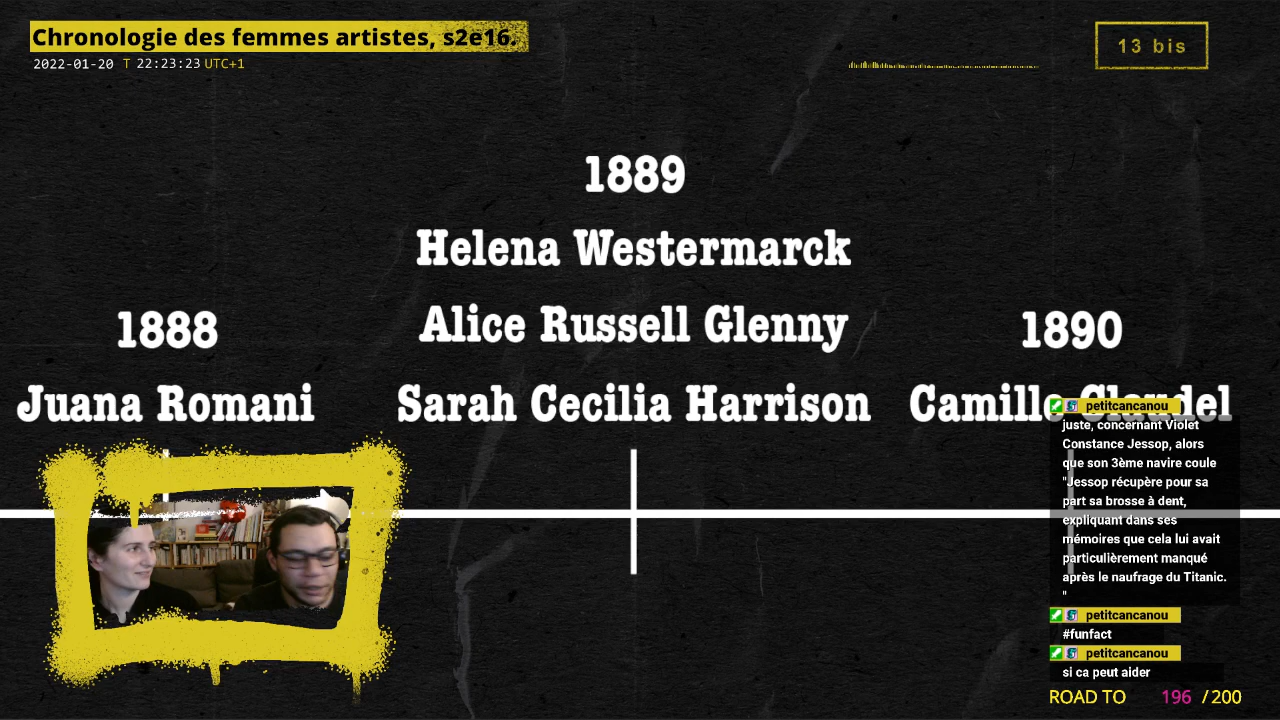 Chronologie des femmes artistes, s2e16.
2022-01-20 T 22:23:23 UTC+1
13 bis
1889
Helena Westermarck
Alice Russell Glenny
Sarah Cecilia Harrison
1888
Juana Romani
1890
Camille Claudel
petitcancanou
juste, concernant Violet
Constance Jessop, alors
que son 3ème navire coule
"Jessop récupère pour sa
part sa brosse à dent,
expliquant dans ses
mémoires que cela lui avait
particulièrement manqué
après le naufrage du Titanic.
"
petitcancanou
#funfact
petitcancanou
si ca peut aider
ROAD TO 196 / 200